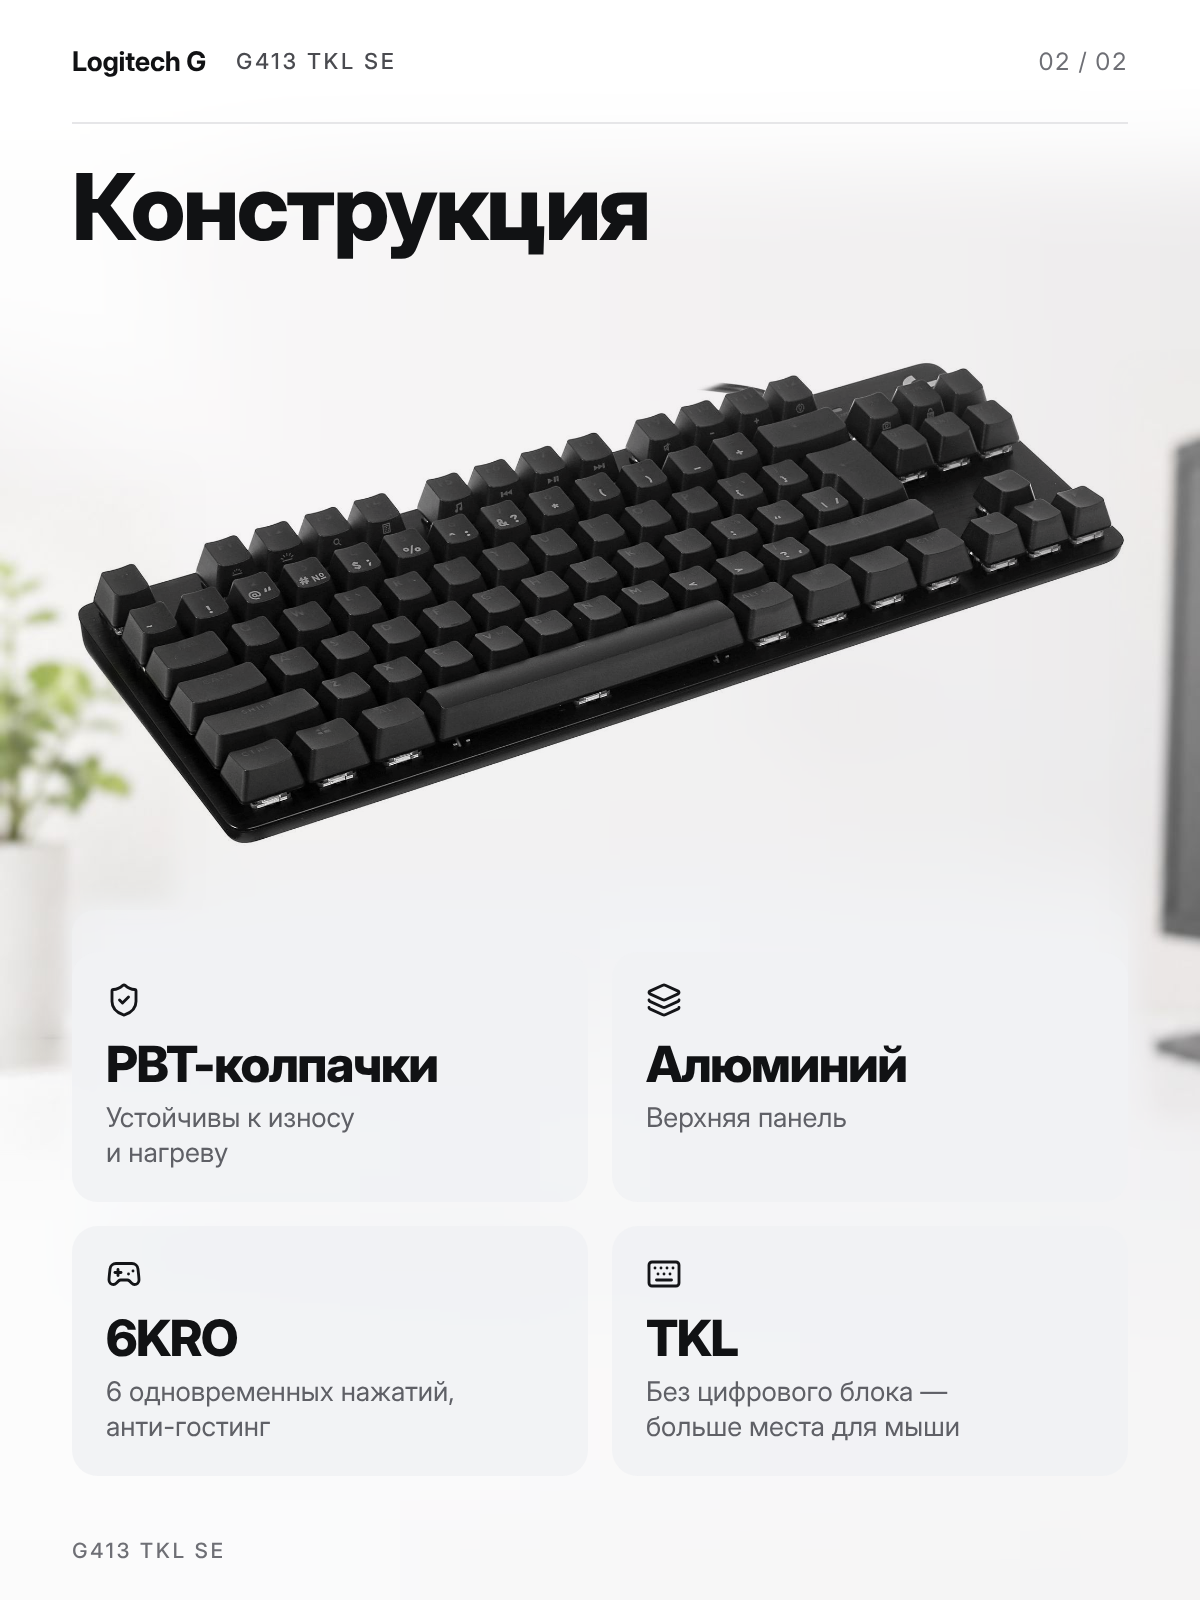 Logitech G G413 TKL SE 02 / 02
Конструкция
PBT-колпачки
Устойчивы к износу
и нагреву
Алюминий
Верхняя панель
6KRO
6 одновременных нажатий,
анти-гостинг
TKL
Без цифрового блока —
больше места для мыши
G413 TKL SE